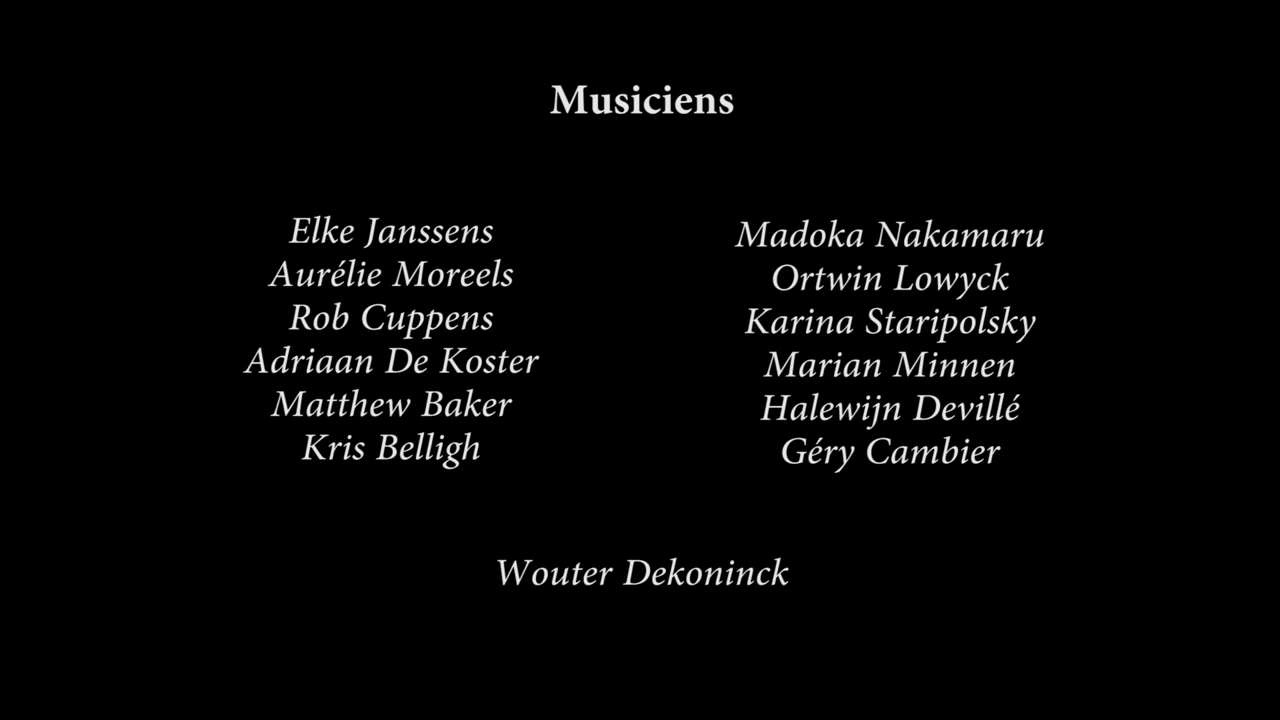 Musiciens
Elke Janssens
Aurélie Moreels
Rob Cuppens
Adriaan De Koster
Matthew Baker
Kris Belligh
Madoka Nakamaru
Ortwin Lowyck
Karina Staripolsky
Marian Minnen
Halewijn Devillé
Géry Cambier
Wouter Dekoninck